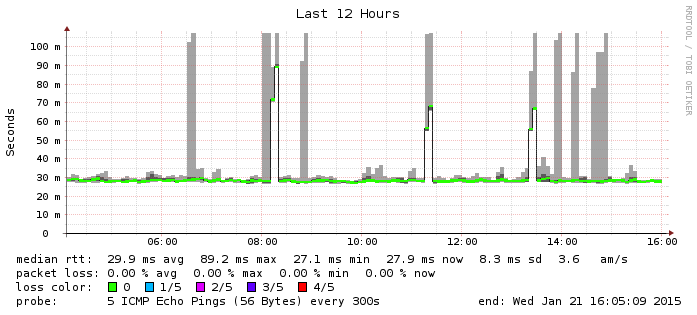 Last 12 Hours
RRDTOOL / TOBI OETIKER
Seconds
100 m
90 m
80 m
70 m
60 m
50 m
40 m
30 m
20 m
10 m
0
06:00 08:00 10:00 12:00 14:00 16:00
median rtt: 29.9 ms avg 89.2 ms max 27.1 ms min 27.9 ms now 8.3 ms sd 3.6 am/s
packet loss: 0.00 % avg 0.00 % max 0.00 % min 0.00 % now
loss color: 0 1/5 2/5 3/5 4/5
probe: 5 ICMP Echo Pings (56 Bytes) every 300s end: Wed Jan 21 16:05:09 2015